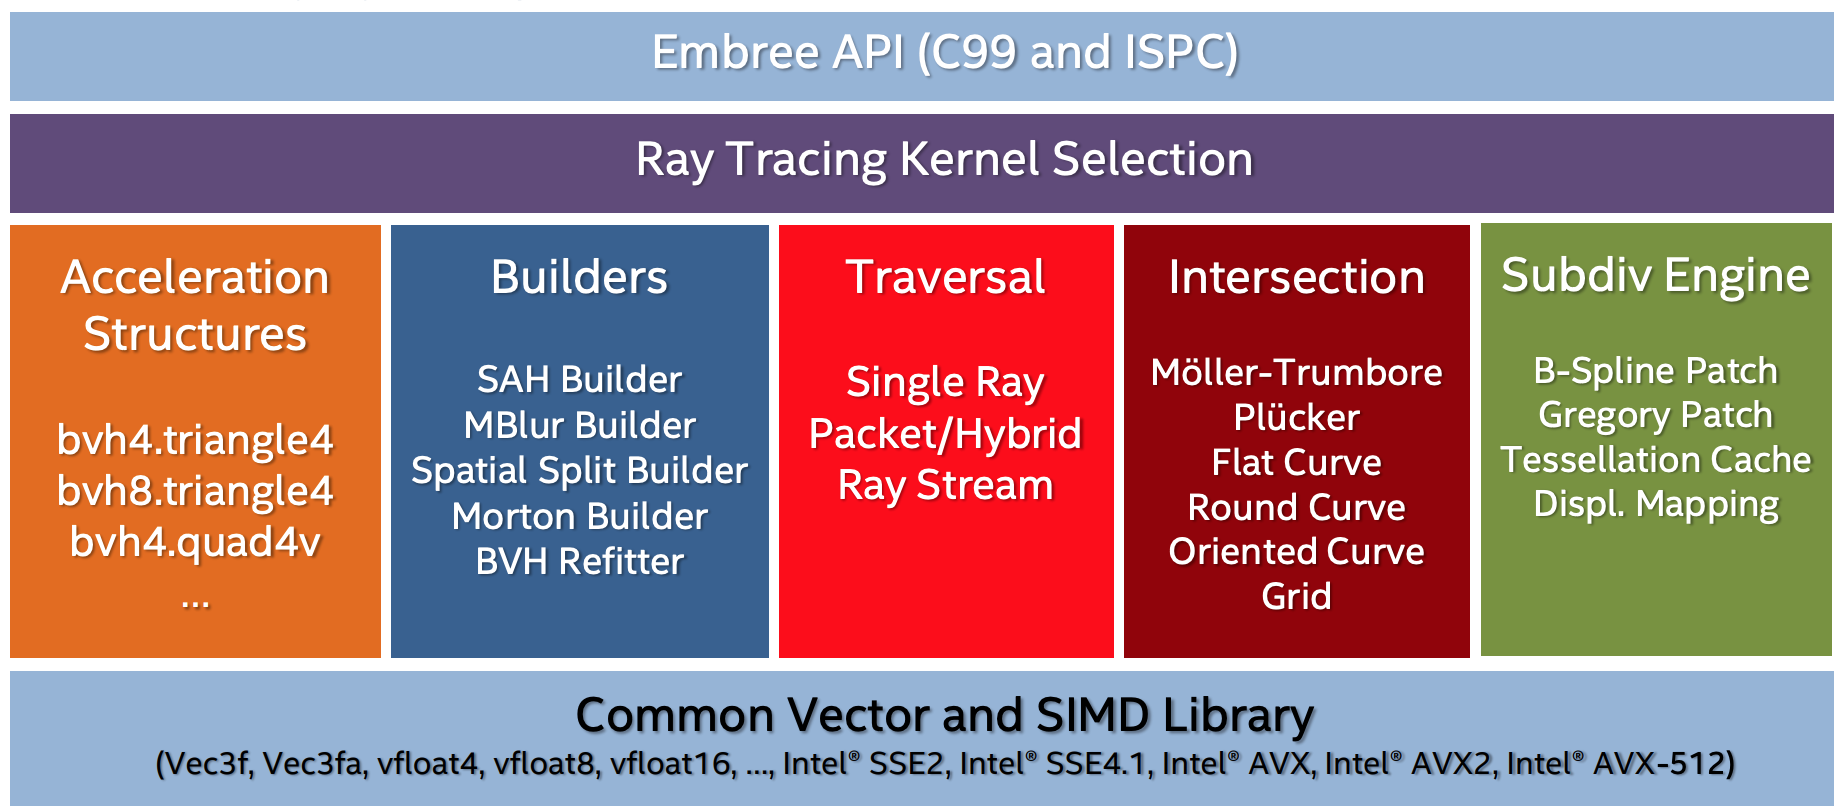 Embree API (C99 and ISPC)
Ray Tracing Kernel Selection
Acceleration
Structures
bvh4.triangle4
bvh8.triangle4
bvh4.quad4v
...
Builders
SAH Builder
MBlur Builder
Spatial Split Builder
Morton Builder
BVH Refitter
Traversal
Single Ray
Packet/Hybrid
Ray Stream
Intersection
Möller-Trumbore
Plücker
Flat Curve
Round Curve
Oriented Curve
Grid
Subdiv Engine
B-Spline Patch
Gregory Patch
Tessellation Cache
Displ. Mapping
Common Vector and SIMD Library
(Vec3f, Vec3fa, vfloat4, vfloat8, vfloat16, ..., Intel® SSE2, Intel® SSE4.1, Intel® AVX, Intel® AVX2, Intel® AVX-512)